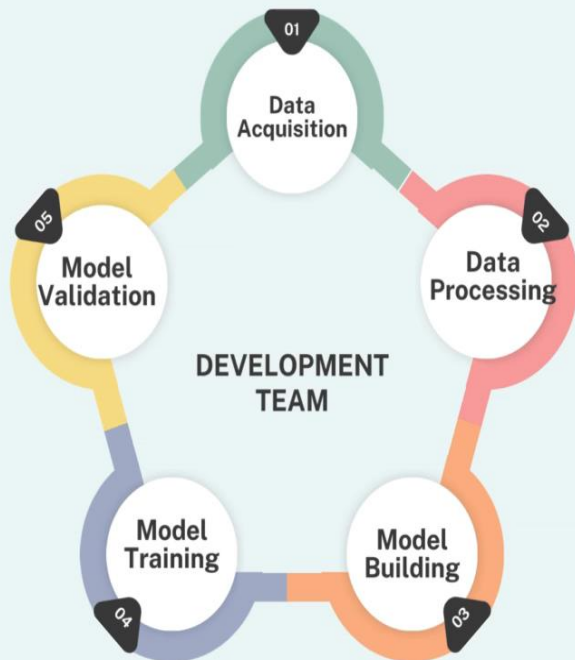 01
Data
Acquisition
02
Data
Processing
03
Model
Building
04
Model
Training
05
Model
Validation
DEVELOPMENT
TEAM